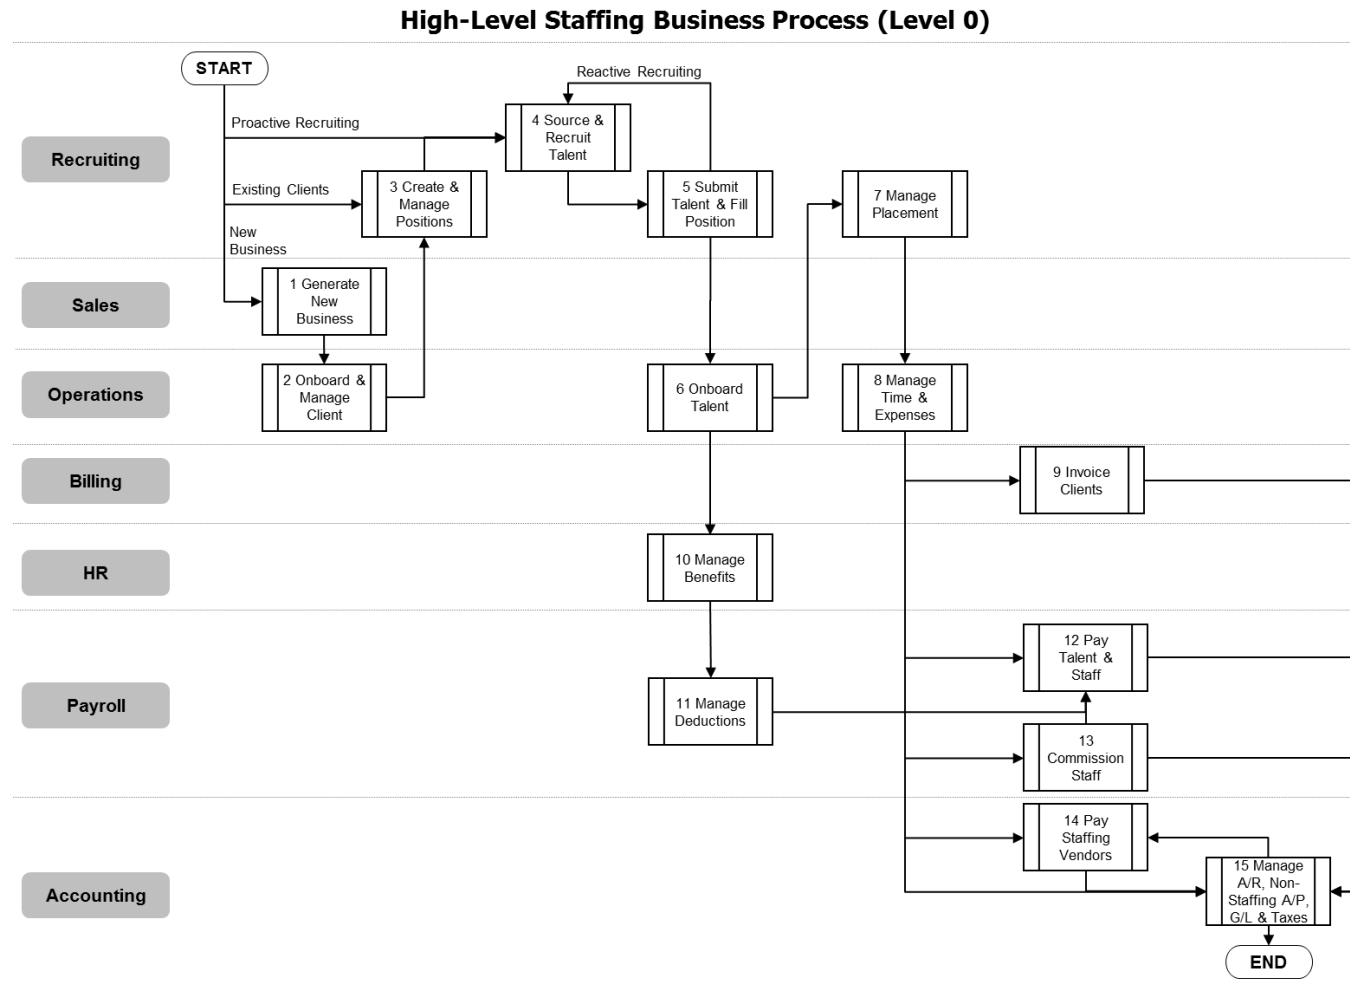 High-Level Staffing Business Process (Level 0)
START
Reactive Recruiting
Proactive Recruiting
4 Source &
Recruit
Talent
Recruiting
Existing Clients
3 Create &
Manage
Positions
5 Submit
Talent & Fill
Position
7 Manage
Placement
New
Business
Sales
1 Generate
New
Business
Operations
2 Onboard &
Manage
Client
6 Onboard
Talent
8 Manage
Time &
Expenses
Billing
9 Invoice
Clients
HR
10 Manage
Benefits
12 Pay
Talent &
Staff
Payroll
11 Manage
Deductions
13
Commission
Staff
14 Pay
Staffing
Vendors
Accounting
15 Manage
A/R, Non-
Staffing A/P,
G/L & Taxes
END